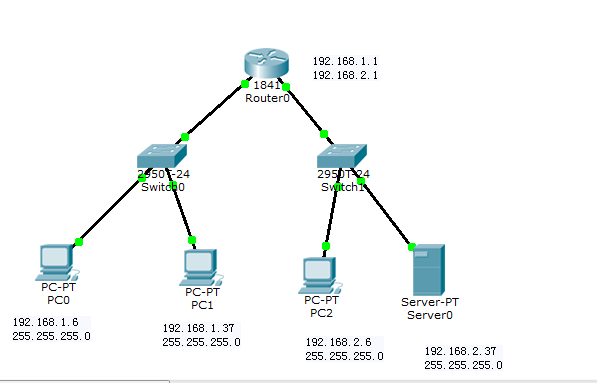 192.168.1.1
192.168.2.1
1841
Router0
2950T-24
Switch0
2950T-24
Switch1
PC-PT
PC0
PC-PT
PC1
PC-PT
PC2
Server-PT
Server0
192.168.1.6
255.255.255.0
192.168.1.37
255.255.255.0
192.168.2.6
255.255.255.0
192.168.2.37
255.255.255.0